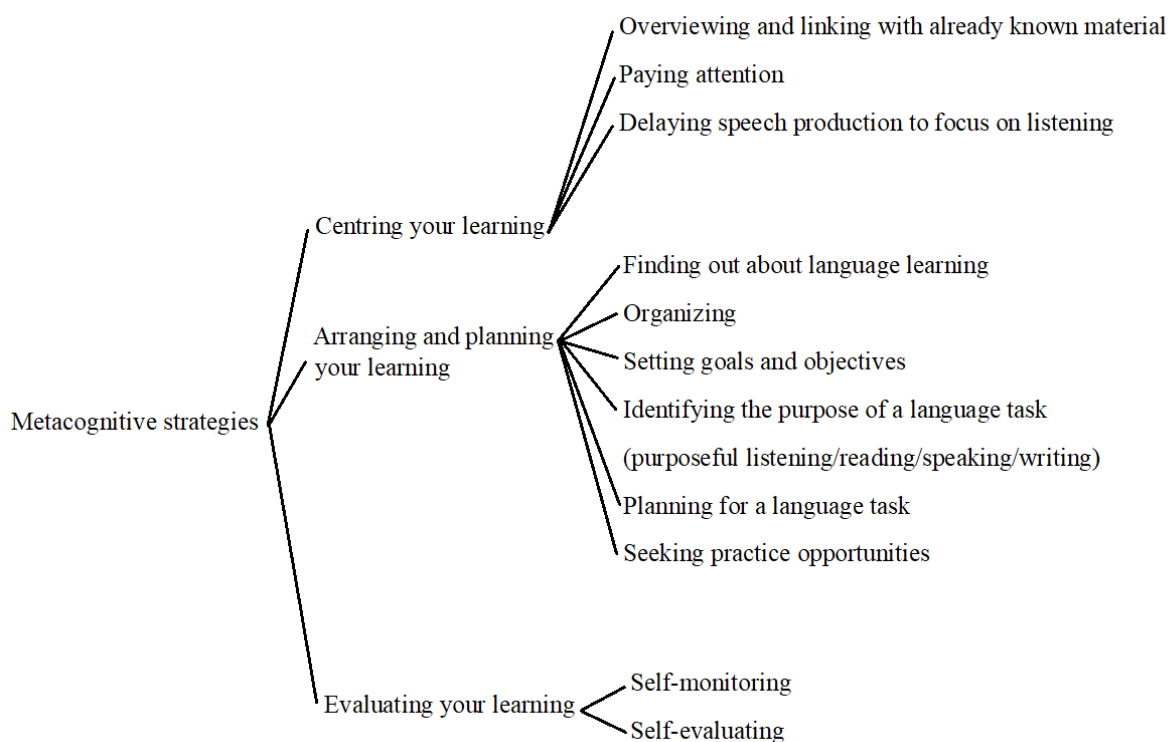 Overviewing and linking with already known material
Paying attention
Delaying speech production to focus on listening
Centring your learning
Finding out about language learning
Organizing
Arranging and planning
your learning
Setting goals and objectives
Identifying the purpose of a language task
Metacognitive strategies
(purposeful listening/reading/speaking/writing)
Planning for a language task
Seeking practice opportunities
Self-monitoring
Evaluating your learning
Self-evaluating